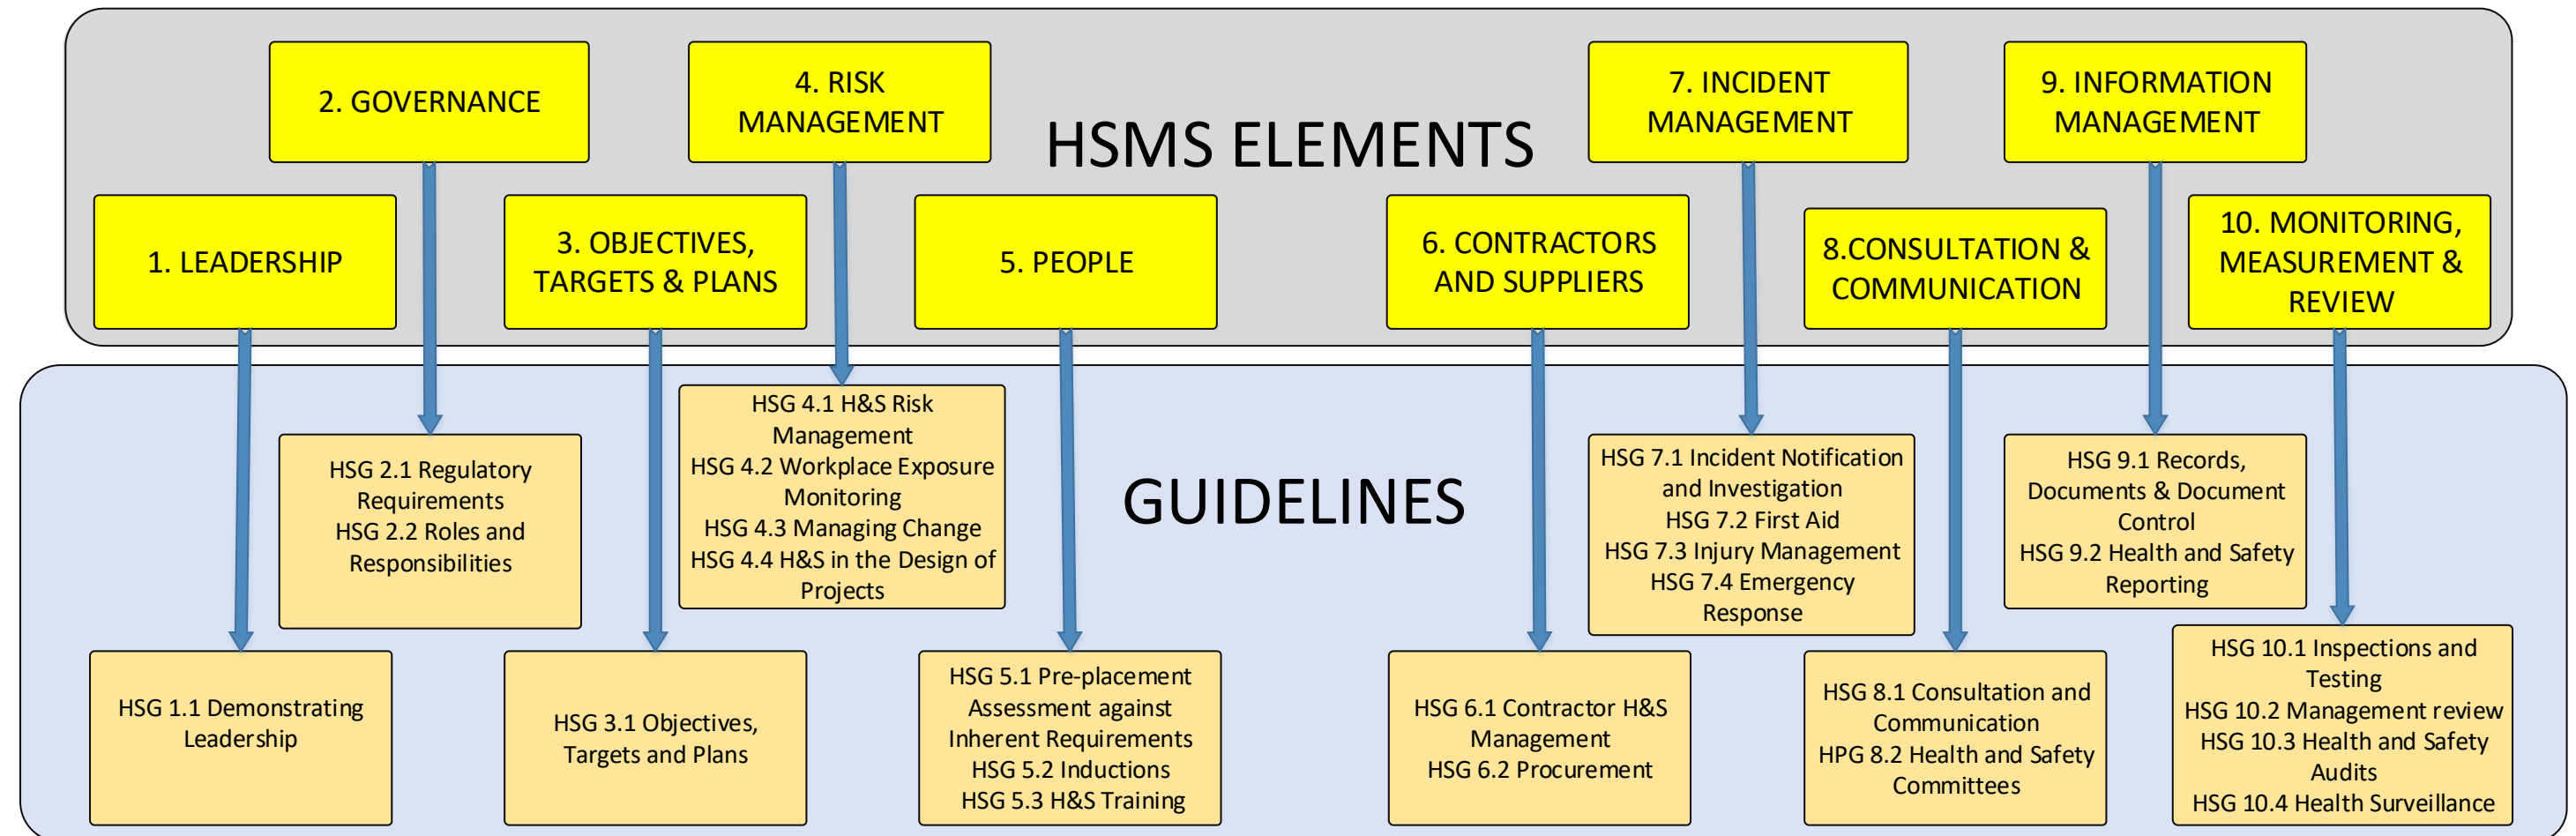 2. GOVERNANCE
4. RISK
MANAGEMENT
HSMS ELEMENTS
7. INCIDENT
MANAGEMENT
9. INFORMATION
MANAGEMENT
1. LEADERSHIP
3. OBJECTIVES,
TARGETS & PLANS
5. PEOPLE
6. CONTRACTORS
AND SUPPLIERS
8.CONSULTATION &
COMMUNICATION
10. MONITORING,
MEASUREMENT &
REVIEW
GUIDELINES
HSG 2.1 Regulatory
Requirements
HSG 2.2 Roles and
Responsibilities
HSG 4.1 H&S Risk
Management
HSG 4.2 Workplace Exposure
Monitoring
HSG 4.3 Managing Change
HSG 4.4 H&S in the Design of
Projects
HSG 7.1 Incident Notification
and Investigation
HSG 7.2 First Aid
HSG 7.3 Injury Management
HSG 7.4 Emergency
Response
HSG 9.1 Records,
Documents & Document
Control
HSG 9.2 Health and Safety
Reporting
HSG 1.1 Demonstrating
Leadership
HSG 3.1 Objectives,
Targets and Plans
HSG 5.1 Pre-placement
Assessment against
Inherent Requirements
HSG 5.2 Inductions
HSG 5.3 H&S Training
HSG 6.1 Contractor H&S
Management
HSG 6.2 Procurement
HSG 8.1 Consultation and
Communication
HPG 8.2 Health and Safety
Committees
HSG 10.1 Inspections and
Testing
HSG 10.2 Management review
HSG 10.3 Health and Safety
Audits
HSG 10.4 Health Surveillance